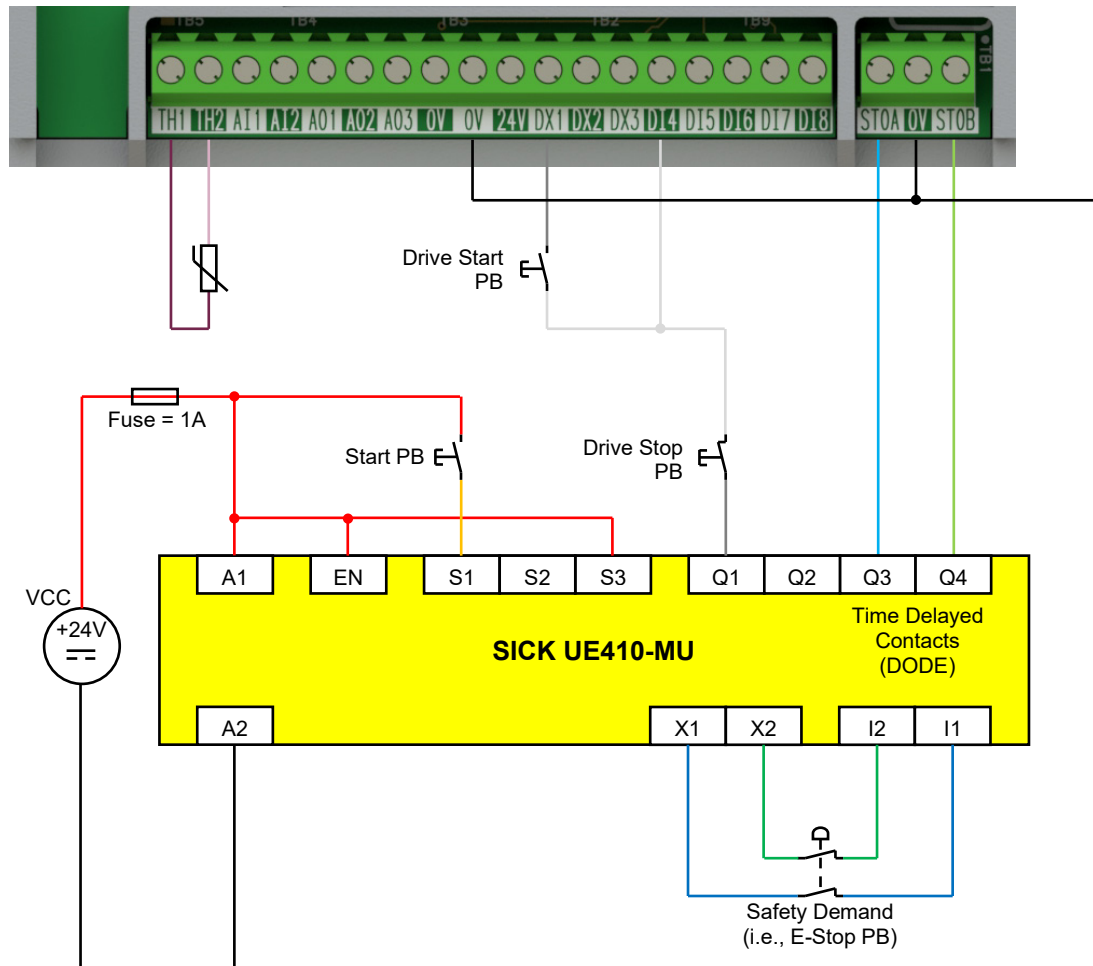 TB5 TB4 TB3 TB2 TB9
TB1
TH1 TH2 AI1 AI2 AO1 AO2 AO3 0V 0V 24V DX1 DX2 DX3 DI4 DI5 DI6 DI7 DI8
STOA 0V STOB
Drive Start
PB
Fuse = 1A
Start PB
Drive Stop
PB
A1 EN S1 S2 S3 Q1 Q2 Q3 Q4
VCC
+24V
Time Delayed
Contacts
(DODE)
SICK UE410-MU
A2 X1 X2 I2 I1
Safety Demand
(i.e., E-Stop PB)